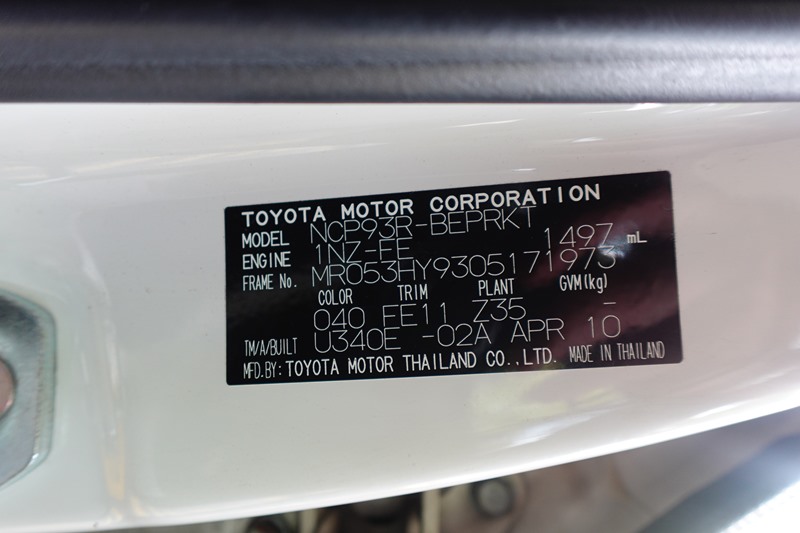 TOYOTA MOTOR CORPORATION
MODEL NCP93R-BEPRKT
ENGINE 1NZ-FE 1497 mL
FRAME No. MR053HY9305171973
COLOR TRIM PLANT GVM(kg)
040 FE11 Z35 -
TM/A/BUILT U340E -02A APR 10
MFD.BY: TOYOTA MOTOR THAILAND CO.,LTD. MADE IN THAILAND